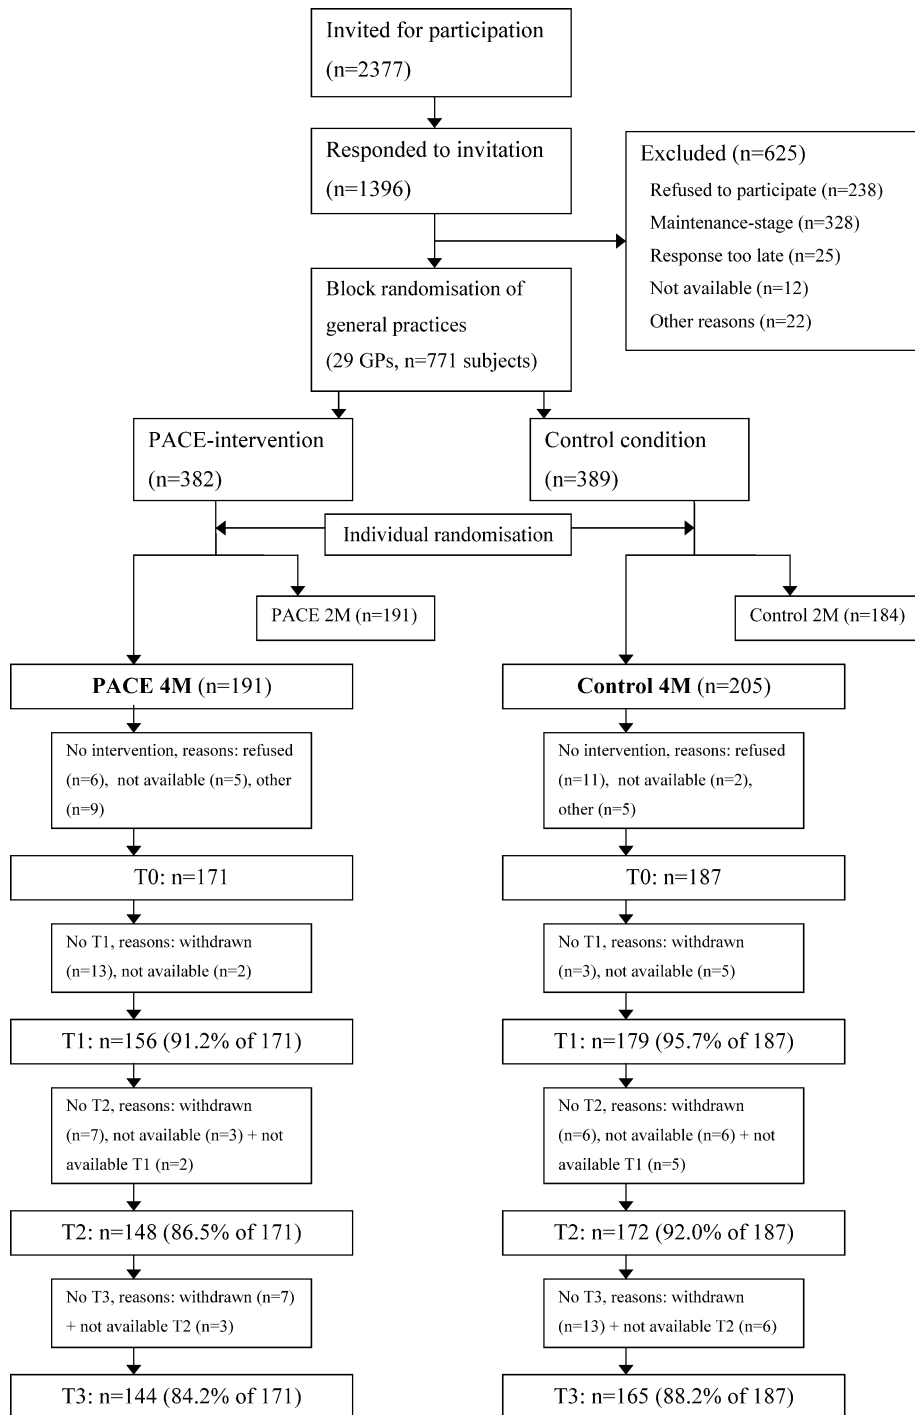 Invited for participation
(n=2377)
Responded to invitation
(n=1396)
Excluded (n=625)
Refused to participate (n=238)
Maintenance-stage (n=328)
Response too late (n=25)
Not available (n=12)
Other reasons (n=22)
Block randomisation of
general practices
(29 GPs, n=771 subjects)
PACE-intervention
(n=382)
Control condition
(n=389)
Individual randomisation
PACE 2M (n=191)
Control 2M (n=184)
PACE 4M (n=191)
Control 4M (n=205)
No intervention, reasons: refused
(n=6),  not available (n=5), other
(n=9)
No intervention, reasons: refused
(n=11),  not available (n=2),
other (n=5)
T0: n=171
T0: n=187
No T1, reasons: withdrawn
(n=13), not available (n=2)
No T1, reasons: withdrawn
(n=3), not available (n=5)
T1: n=156 (91.2% of 171)
T1: n=179 (95.7% of 187)
No T2, reasons: withdrawn
(n=7), not available (n=3) + not
available T1 (n=2)
No T2, reasons: withdrawn
(n=6), not available (n=6) + not
available T1 (n=5)
T2: n=148 (86.5% of 171)
T2: n=172 (92.0% of 187)
No T3, reasons: withdrawn (n=7)
+ not available T2 (n=3)
No T3, reasons: withdrawn
(n=13) + not available T2 (n=6)
T3: n=144 (84.2% of 171)
T3: n=165 (88.2% of 187)